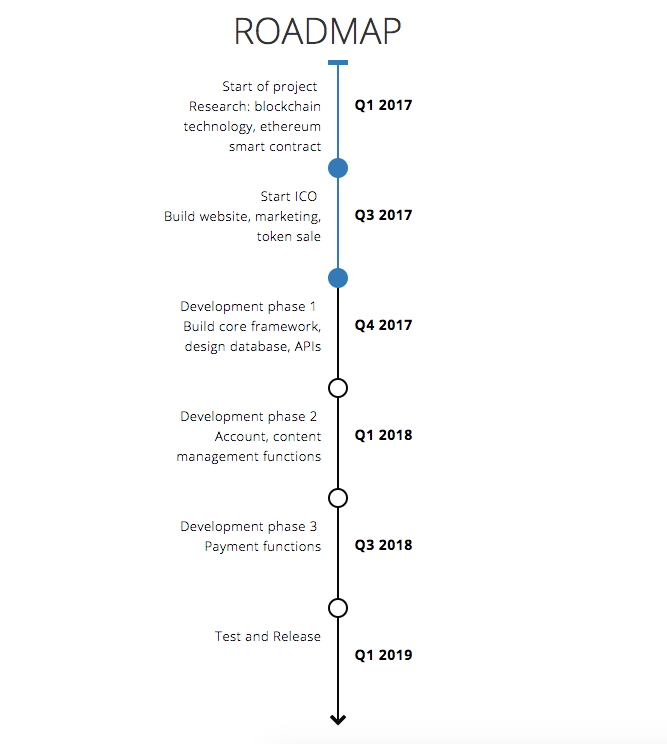 ROADMAP
Start of project
Research: blockchain
technology, ethereum
smart contract
Q1 2017
Start ICO
Build website, marketing,
token sale
Q3 2017
Development phase 1
Build core framework,
design database, APIs
Q4 2017
Development phase 2
Account, content
management functions
Q1 2018
Development phase 3
Payment functions
Q3 2018
Test and Release
Q1 2019